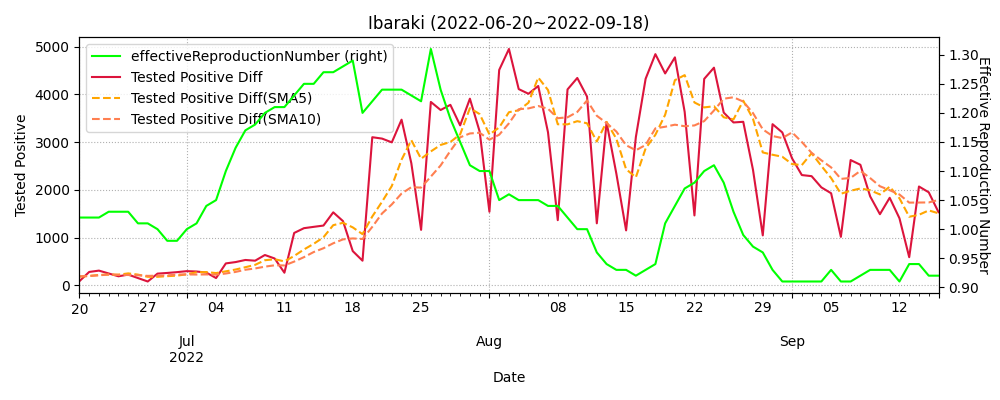 Ibaraki (2022-06-20~2022-09-18)
effectiveReproductionNumber (right)
Tested Positive Diff
Tested Positive Diff(SMA5)
Tested Positive Diff(SMA10)
Tested Positive
5000
4000
3000
2000
1000
0
Effective Reproduction Number
1.30
1.25
1.20
1.15
1.10
1.05
1.00
0.95
0.90
20 27 04 11 18 25 08 15 22 29 05 12
Jul Aug Sep
2022
Date